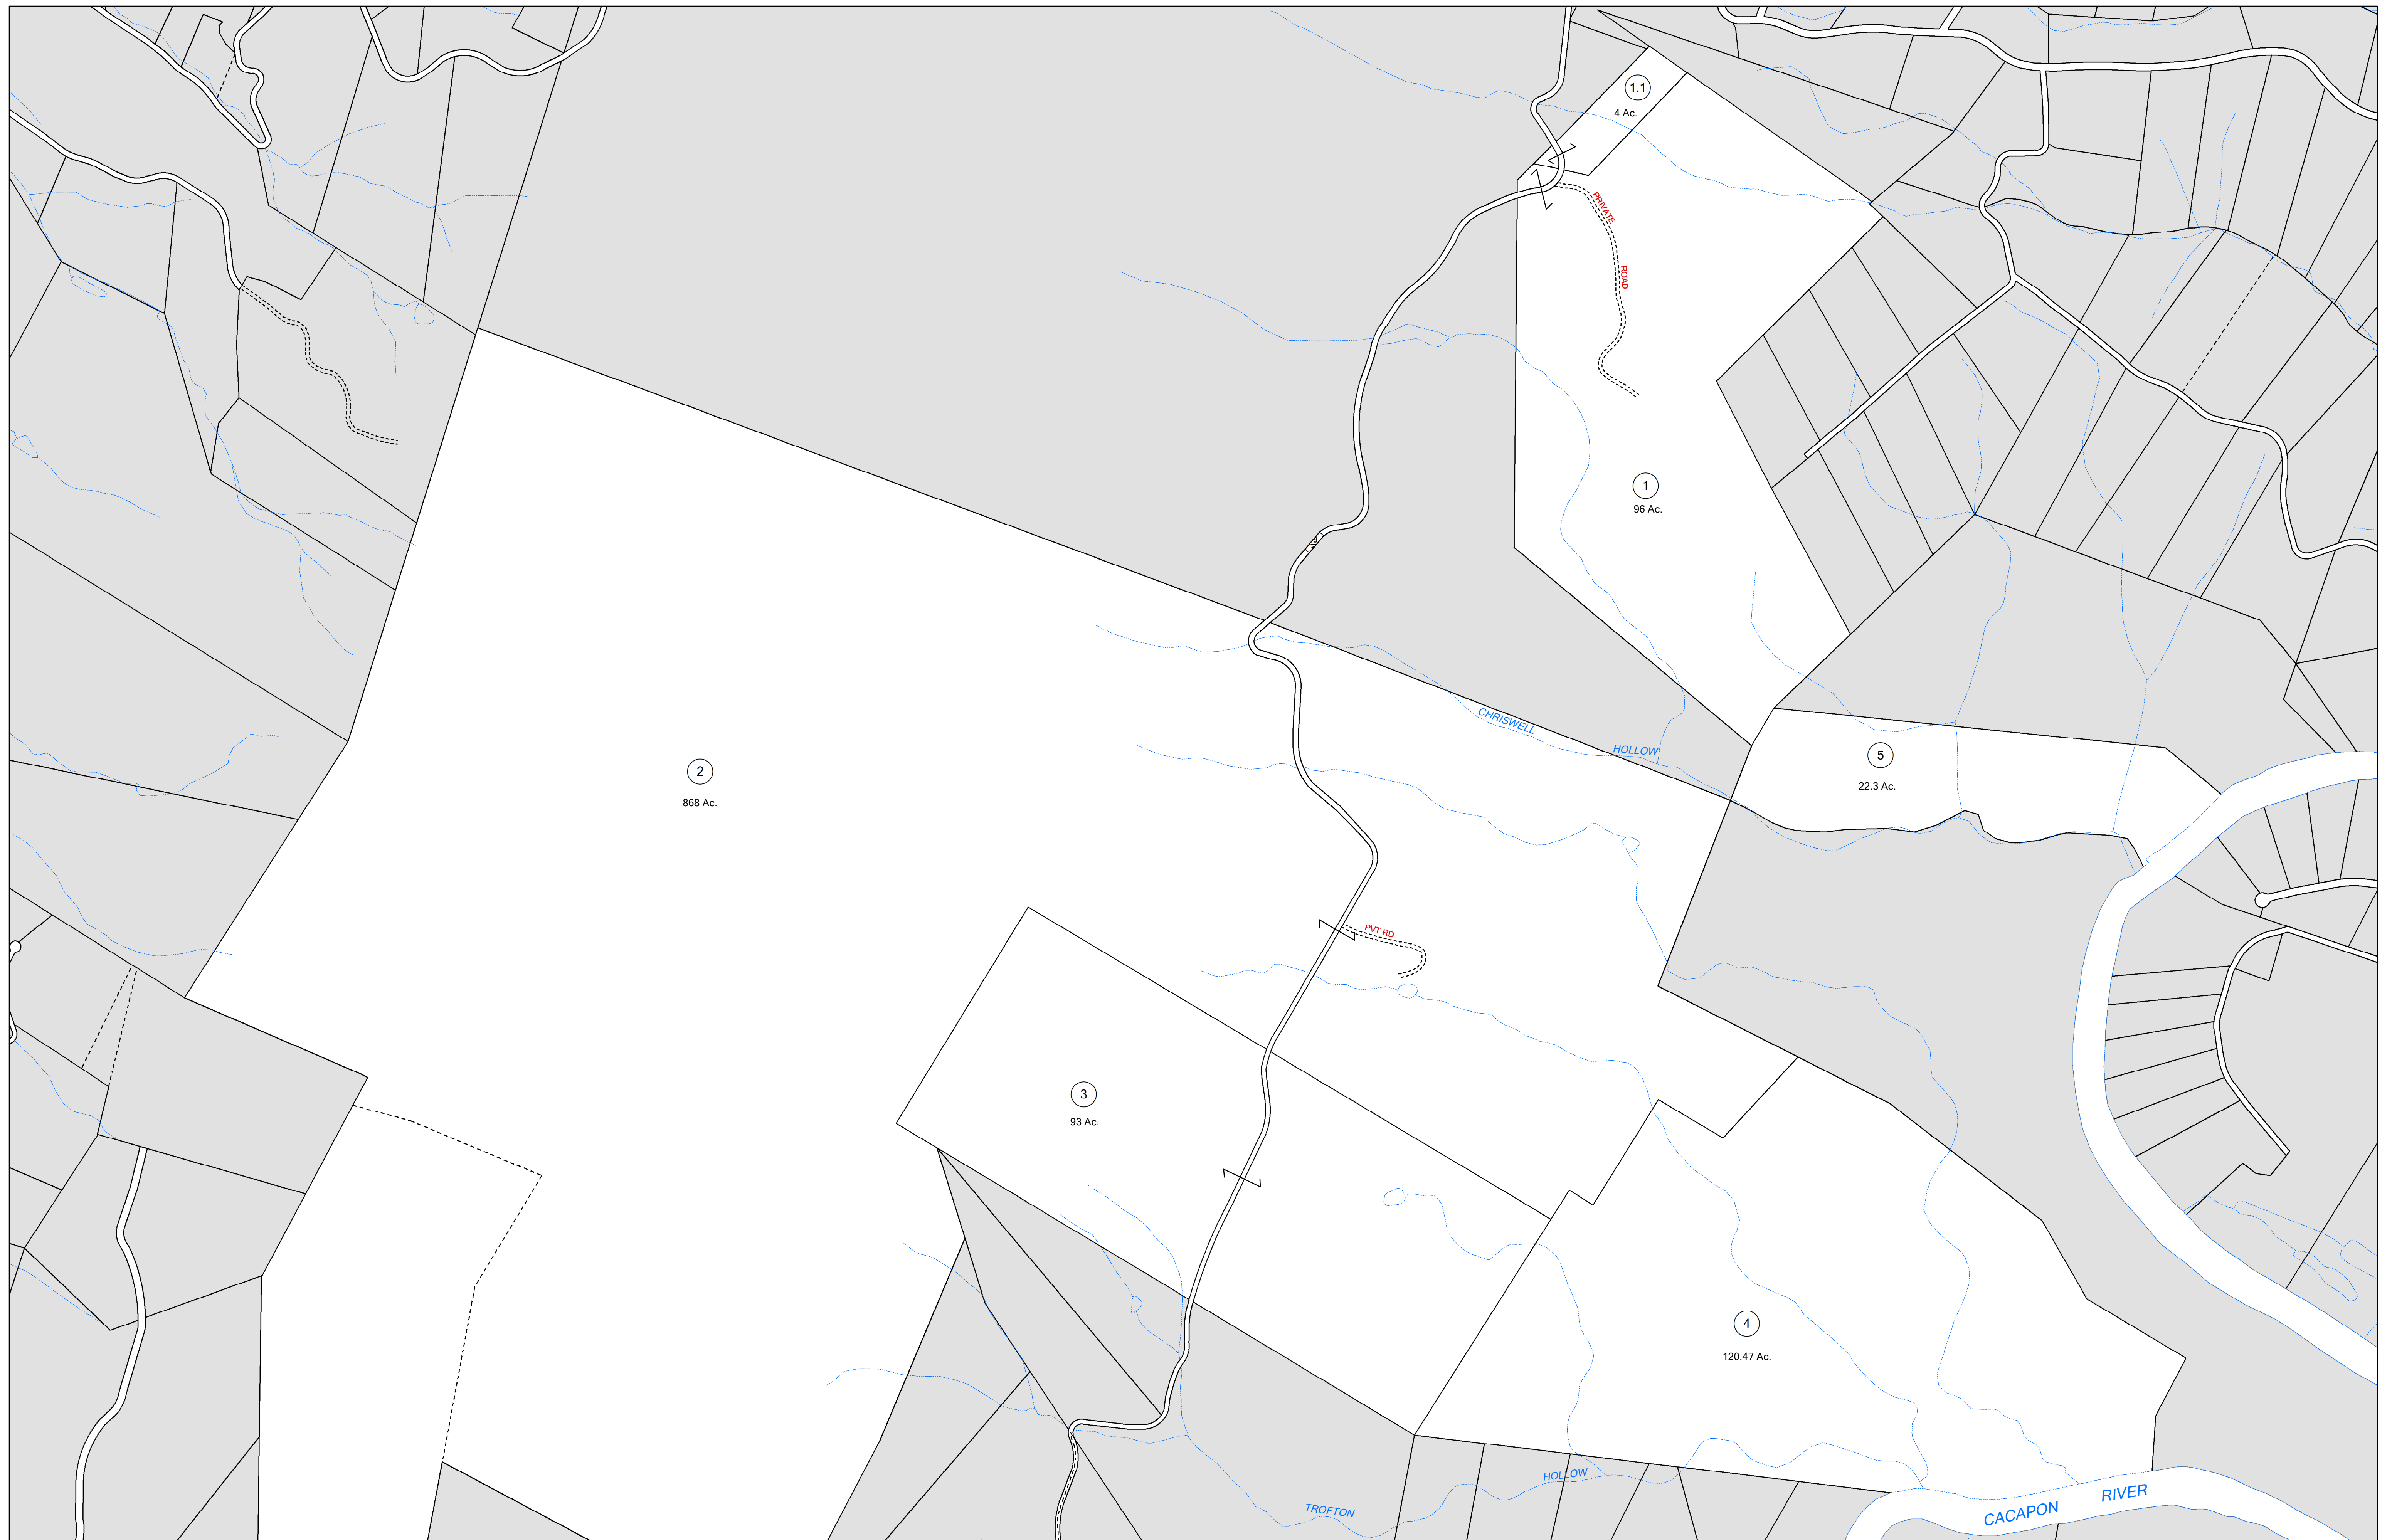 1.1
4 Ac.
PRIVATE
ROAD
1
96 Ac.
CHRISWELL
HOLLOW
5
22.3 Ac.
2
868 Ac.
PVT RD
3
93 Ac.
4
120.47 Ac.
HOLLOW
TROFTON
CACAPON RIVER